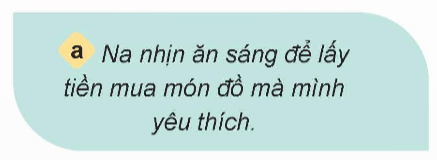 a Na nhịn ăn sáng để lấy
tiền mua món đồ mà mình
yêu thích.